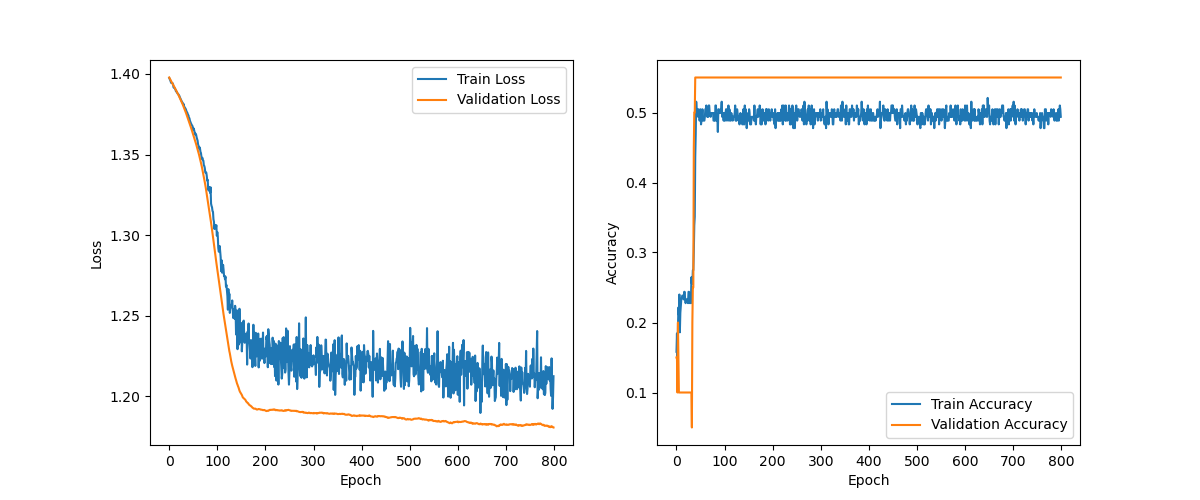 Train Loss
Validation Loss
1.40
1.35
1.30
1.25
1.20
Loss
0 100 200 300 400 500 600 700 800
Epoch
0.5
0.4
0.3
0.2
0.1
Accuracy
Train Accuracy
Validation Accuracy
0 100 200 300 400 500 600 700 800
Epoch